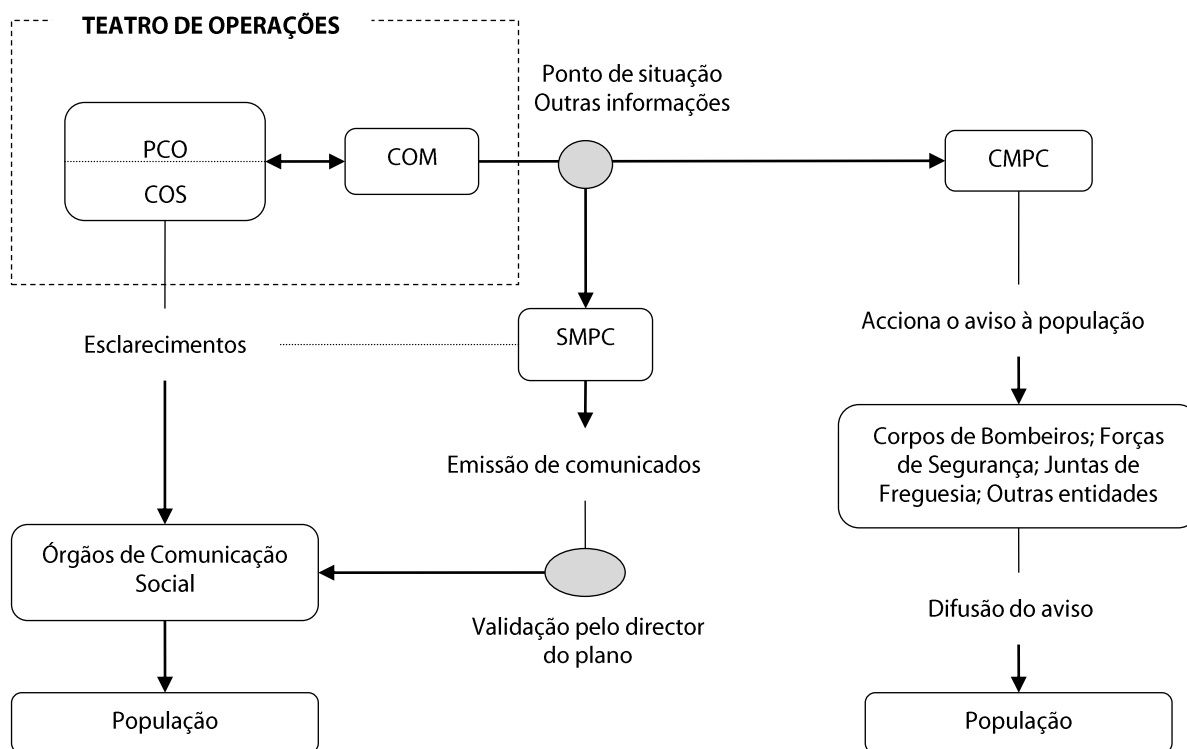 TEATRO DE OPERAÇÕES
Ponto de situação
Outras informações
PCO
COS
COM
CMPC
SMPC
Esclarecimentos
Acciona o aviso à população
Emissão de comunicados
Corpos de Bombeiros; Forças
de Segurança; Juntas de
Freguesia; Outras entidades
Órgãos de Comunicação
Social
Validação pelo director
do plano
Difusão do aviso
População
População